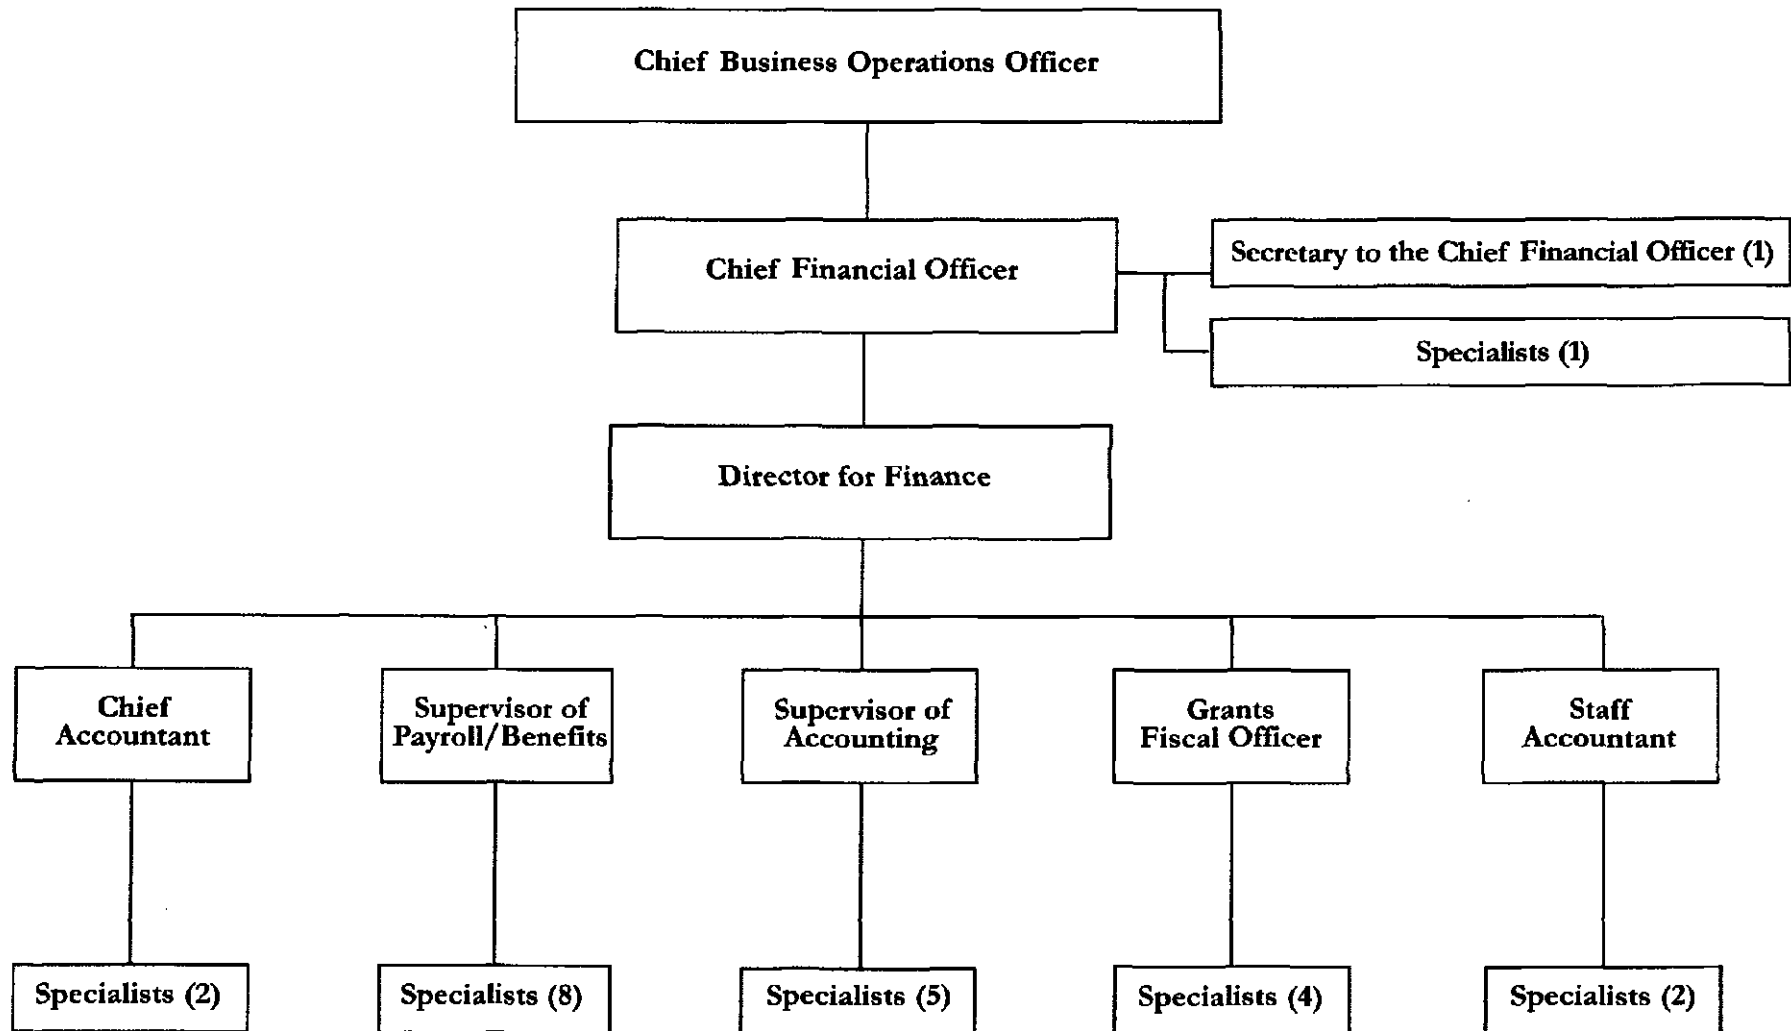 Chief Business Operations Officer
Chief Financial Officer
Secretary to the Chief Financial Officer (1)
Specialists (1)
Director for Finance
Chief
Accountant
Supervisor of
Payroll/Benefits
Supervisor of
Accounting
Grants
Fiscal Officer
Staff
Accountant
Specialists (2)
Specialists (8)
Specialists (5)
Specialists (4)
Specialists (2)